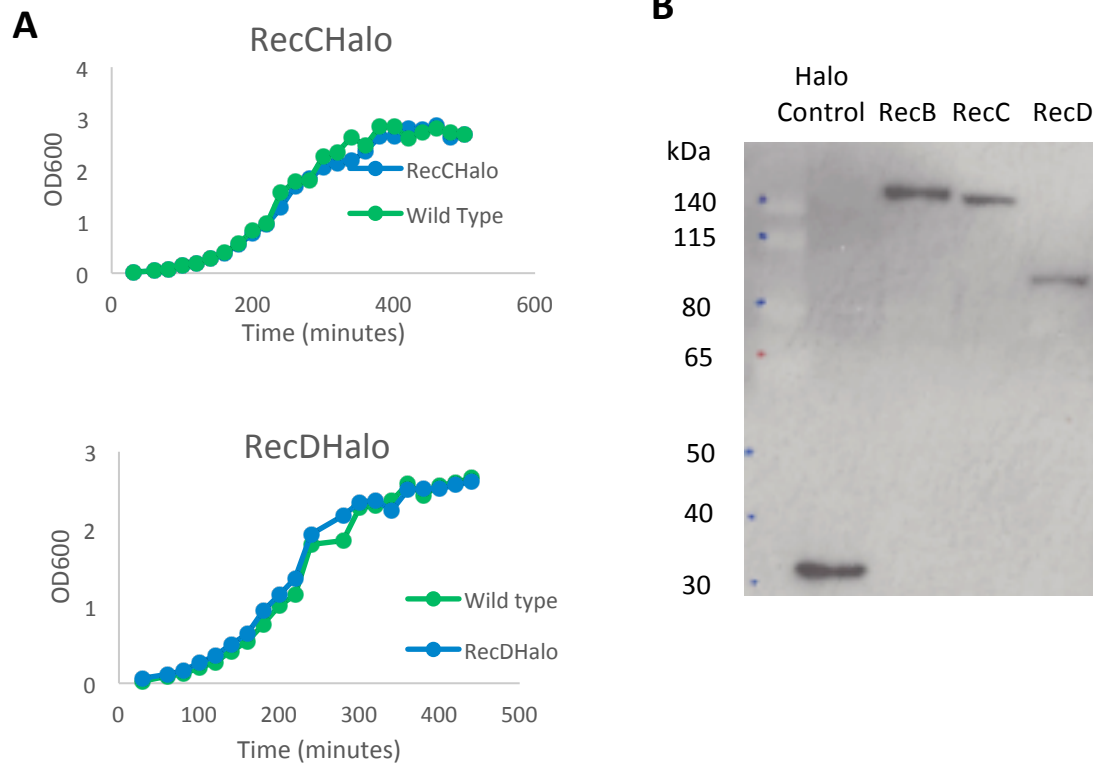 A
RecCHalo
4
3
2
1
0
OD600
RecCHalo
Wild Type
0 200 400 600
Time (minutes)
RecDHalo
3
2
1
0
OD600
Wild type
RecDHalo
0 100 200 300 400 500
Time (minutes)
B
Halo
Control RecB RecC RecD
kDa
140
115
80
65
50
40
30